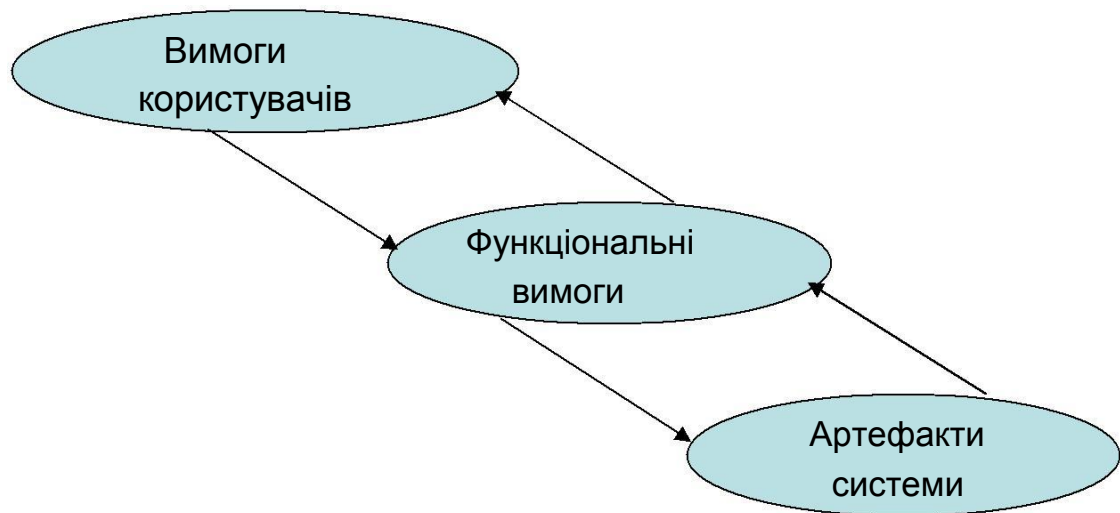 Вимоги
користувачів
Функціональні
вимоги
Артефакти
системи